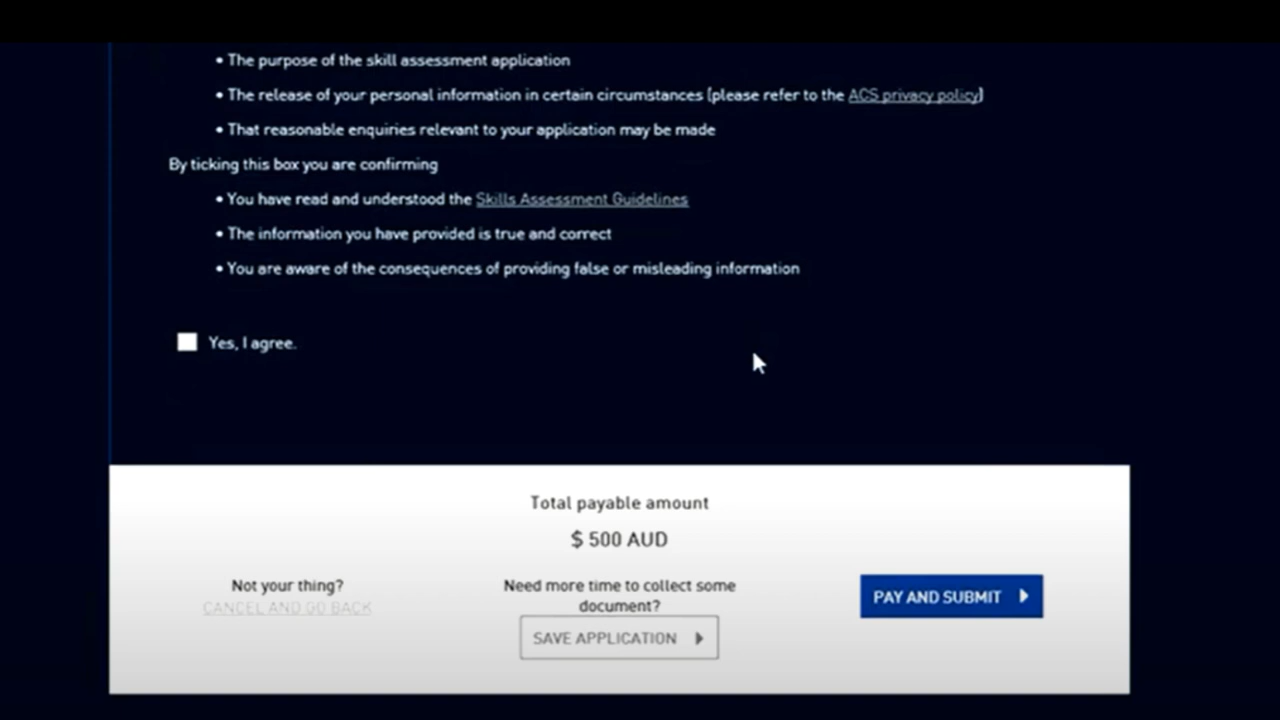 • The purpose of the skill assessment application
• The release of your personal information in certain circumstances (please refer to the ACS privacy policy)
• That reasonable enquiries relevant to your application may be made
By ticking this box you are confirming
• You have read and understood the Skills Assessment Guidelines
• The information you have provided is true and correct
• You are aware of the consequences of providing false or misleading information
Yes, I agree.
Total payable amount
$ 500 AUD
Not your thing?
CANCEL AND GO BACK
Need more time to collect some
document?
SAVE APPLICATION
PAY AND SUBMIT